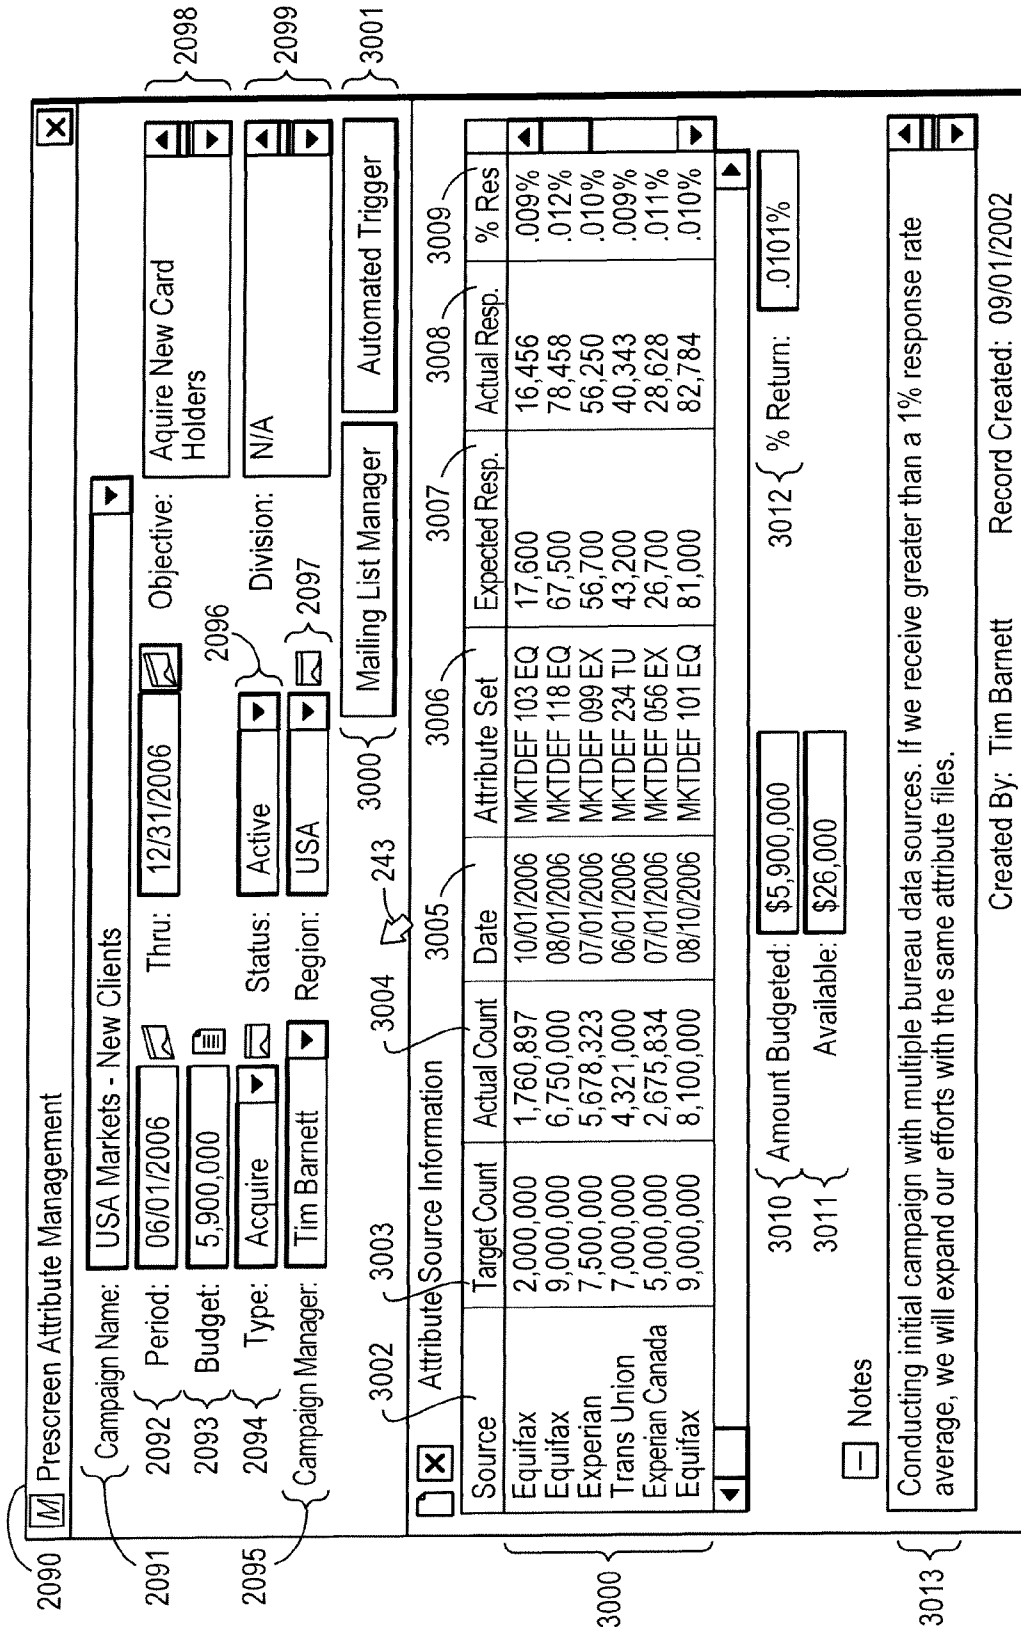 2090
M Prescreen Attribute Management
2091
Campaign Name: USA Markets - New Clients
2092 Period: 06/01/2006 Thru: 12/31/2006 Objective: Aquire New Card Holders 2098
2093 Budget: 5,900,000 2096
2094 Type: Acquire Status: Active Division: N/A 2099
2095 Campaign Manager: Tim Barnett Region: USA 2097
3000 Mailing List Manager Automated Trigger 3001
243
Attribute Source Information
3002 3003 3004 3005 3006 3007 3008 3009
Source Target Count Actual Count Date Attribute Set Expected Resp. Actual Resp. % Res
Equifax 2,000,000 1,760,897 10/01/2006 MKTDEF 103 EQ 17,600 16,456 .009%
Equifax 9,000,000 6,750,000 08/01/2006 MKTDEF 118 EQ 67,500 78,458 .012%
Experian 7,500,000 5,678,323 07/01/2006 MKTDEF 099 EX 56,700 56,250 .010%
Trans Union 7,000,000 4,321,000 06/01/2006 MKTDEF 234 TU 43,200 40,343 .009%
Experian Canada 5,000,000 2,675,834 07/01/2006 MKTDEF 056 EX 26,700 28,628 .011%
Equifax 9,000,000 8,100,000 08/10/2006 MKTDEF 101 EQ 81,000 82,784 .010%
3000
3010 Amount Budgeted: $5,900,000 3012 % Return: .0101%
3011 Available: $26,000
Notes
3013
Conducting initial campaign with multiple bureau data sources. If we receive greater than a 1% response rate
average, we will expand our efforts with the same attribute files.
Created By: Tim Barnett Record Created: 09/01/2002